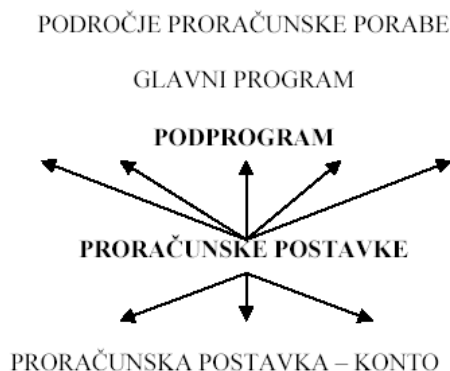 PODROČJE PRORAČUNSKE PORABE
GLAVNI PROGRAM
PODPROGRAM
PRORAČUNSKE POSTAVKE
PRORAČUNSKA POSTAVKA – KONTO